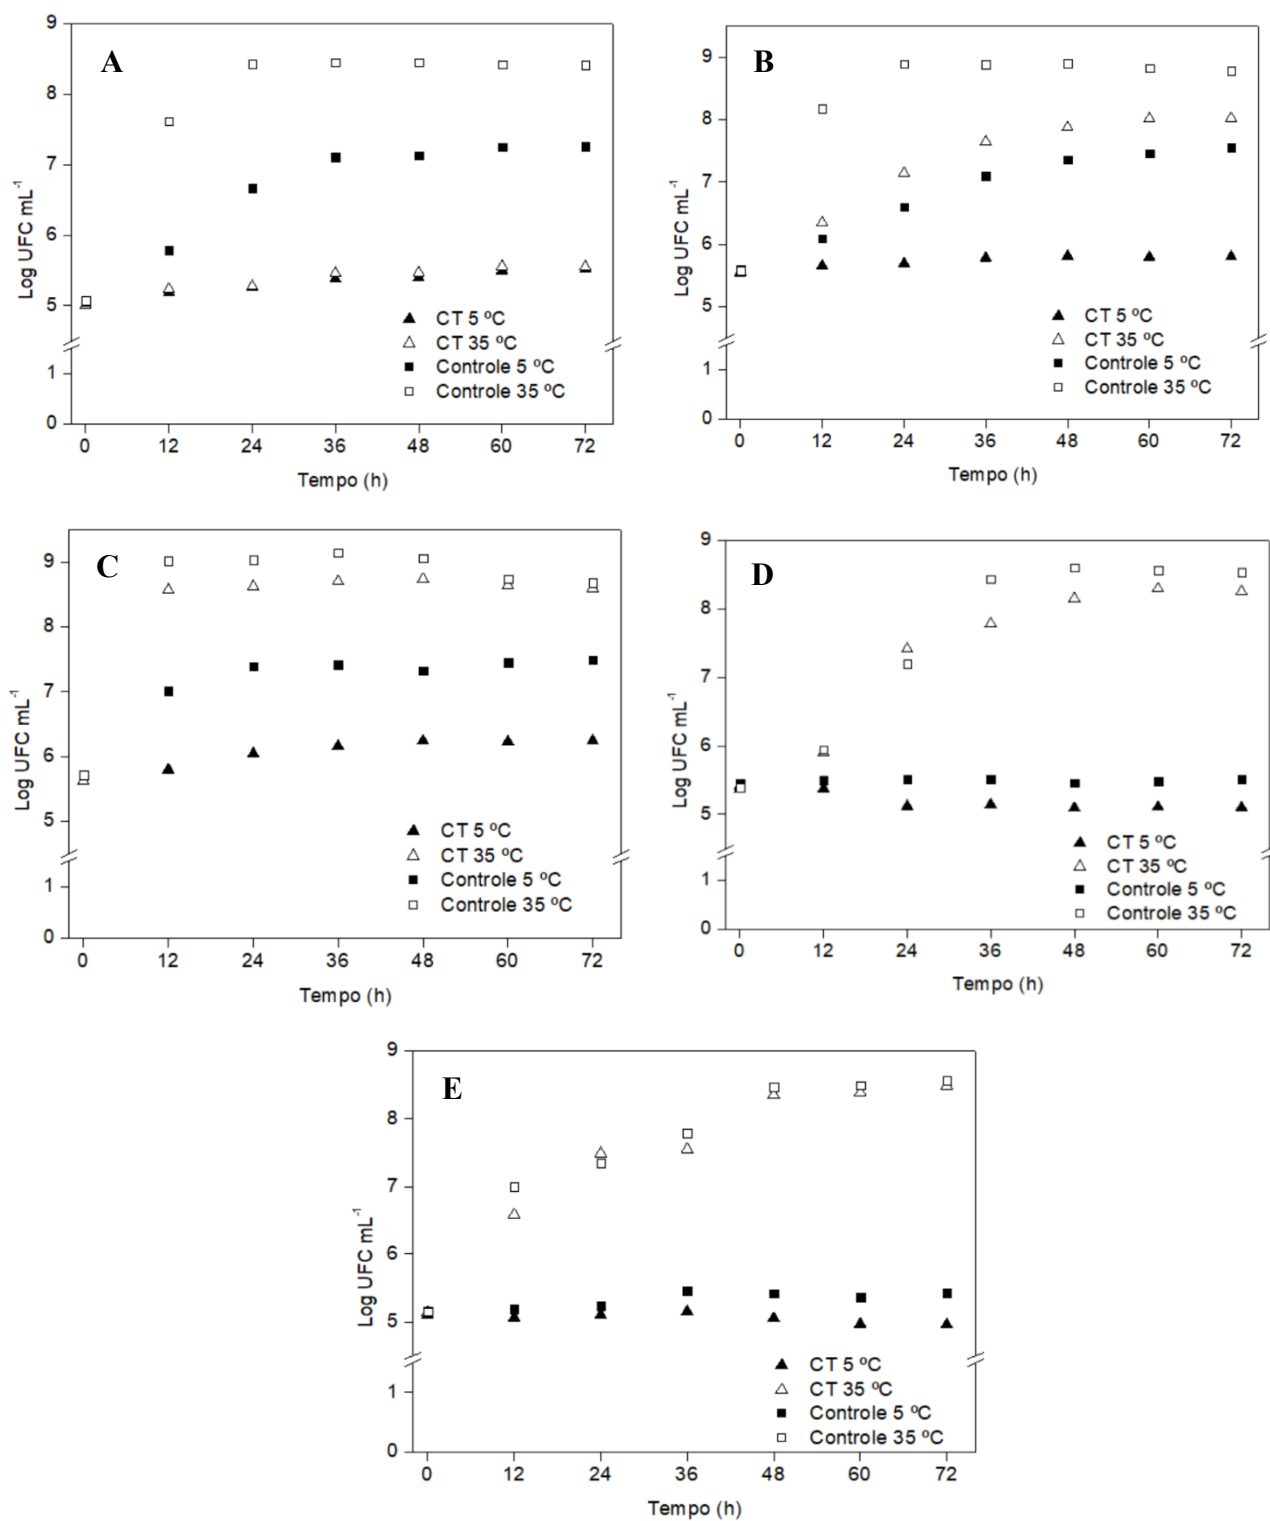 A
9
8
7
6
5
1
0
Log UFC mL⁻¹
CT 5 ºC
CT 35 ºC
Controle 5 ºC
Controle 35 ºC
0 12 24 36 48 60 72
Tempo (h)
B
9
8
7
6
5
1
0
Log UFC mL⁻¹
CT 5 ºC
CT 35 ºC
Controle 5 ºC
Controle 35 ºC
0 12 24 36 48 60 72
Tempo (h)
C
9
8
7
6
5
1
0
Log UFC mL⁻¹
CT 5 ºC
CT 35 ºC
Controle 5 ºC
Controle 35 ºC
0 12 24 36 48 60 72
Tempo (h)
D
9
8
7
6
5
1
0
Log UFC mL⁻¹
CT 5 ºC
CT 35 ºC
Controle 5 ºC
Controle 35 ºC
0 12 24 36 48 60 72
Tempo (h)
E
9
8
7
6
5
1
0
Log UFC mL⁻¹
CT 5 ºC
CT 35 ºC
Controle 5 ºC
Controle 35 ºC
0 12 24 36 48 60 72
Tempo (h)